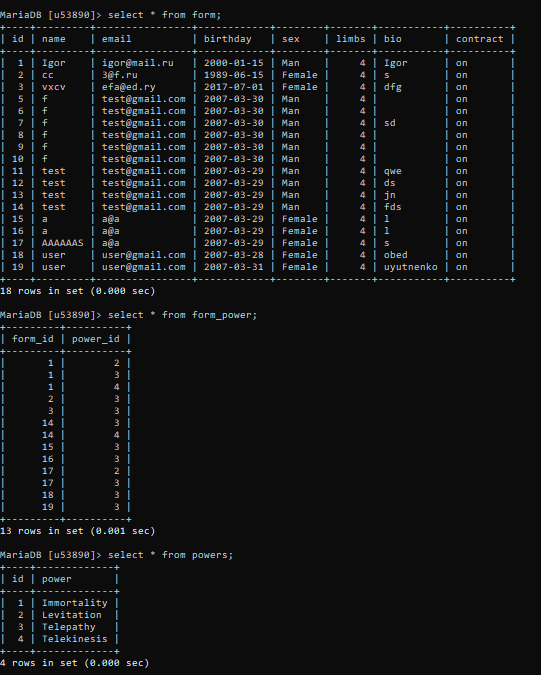 MariaDB [u53890]> select * from form;
+----+---------+----------------+------------+--------+-------+-----------+----------+
| id | name    | email          | birthday   | sex    | limbs | bio       | contract |
+----+---------+----------------+------------+--------+-------+-----------+----------+
|  1 | Igor    | igor@mail.ru   | 2000-01-15 | Man    |     4 | Igor      | on       |
|  2 | cc      | 3@f.ru         | 1989-06-15 | Female |     4 | s         | on       |
|  3 | vxcv    | efa@ed.ry      | 2017-07-01 | Female |     4 | dfg       | on       |
|  5 | f       | test@gmail.com | 2007-03-30 | Man    |     4 |           | on       |
|  6 | f       | test@gmail.com | 2007-03-30 | Man    |     4 |           | on       |
|  7 | f       | test@gmail.com | 2007-03-30 | Man    |     4 | sd        | on       |
|  8 | f       | test@gmail.com | 2007-03-30 | Man    |     4 |           | on       |
|  9 | f       | test@gmail.com | 2007-03-30 | Man    |     4 |           | on       |
| 10 | f       | test@gmail.com | 2007-03-30 | Man    |     4 |           | on       |
| 11 | test    | test@gmail.com | 2007-03-29 | Man    |     4 | qwe       | on       |
| 12 | test    | test@gmail.com | 2007-03-29 | Man    |     4 | ds        | on       |
| 13 | test    | test@gmail.com | 2007-03-29 | Man    |     4 | jn        | on       |
| 14 | test    | test@gmail.com | 2007-03-29 | Man    |     4 | fds       | on       |
| 15 | a       | a@a            | 2007-03-29 | Female |     4 | l         | on       |
| 16 | a       | a@a            | 2007-03-29 | Female |     4 | l         | on       |
| 17 | AAAAAAS | a@a            | 2007-03-29 | Female |     4 | s         | on       |
| 18 | user    | user@gmail.com | 2007-03-28 | Female |     4 | obed      | on       |
| 19 | user    | user@gmail.com | 2007-03-31 | Female |     4 | uyutnenko | on       |
+----+---------+----------------+------------+--------+-------+-----------+----------+
18 rows in set (0.000 sec)
MariaDB [u53890]> select * from form_power;
+---------+----------+
| form_id | power_id |
+---------+----------+
|       1 |        2 |
|       1 |        3 |
|       1 |        4 |
|       2 |        3 |
|       3 |        3 |
|      14 |        3 |
|      14 |        4 |
|      15 |        3 |
|      16 |        3 |
|      17 |        2 |
|      17 |        3 |
|      18 |        3 |
|      19 |        3 |
+---------+----------+
13 rows in set (0.001 sec)
MariaDB [u53890]> select * from powers;
+----+-------------+
| id | power       |
+----+-------------+
|  1 | Immortality |
|  2 | Levitation  |
|  3 | Telepathy   |
|  4 | Telekinesis |
+----+-------------+
4 rows in set (0.000 sec)